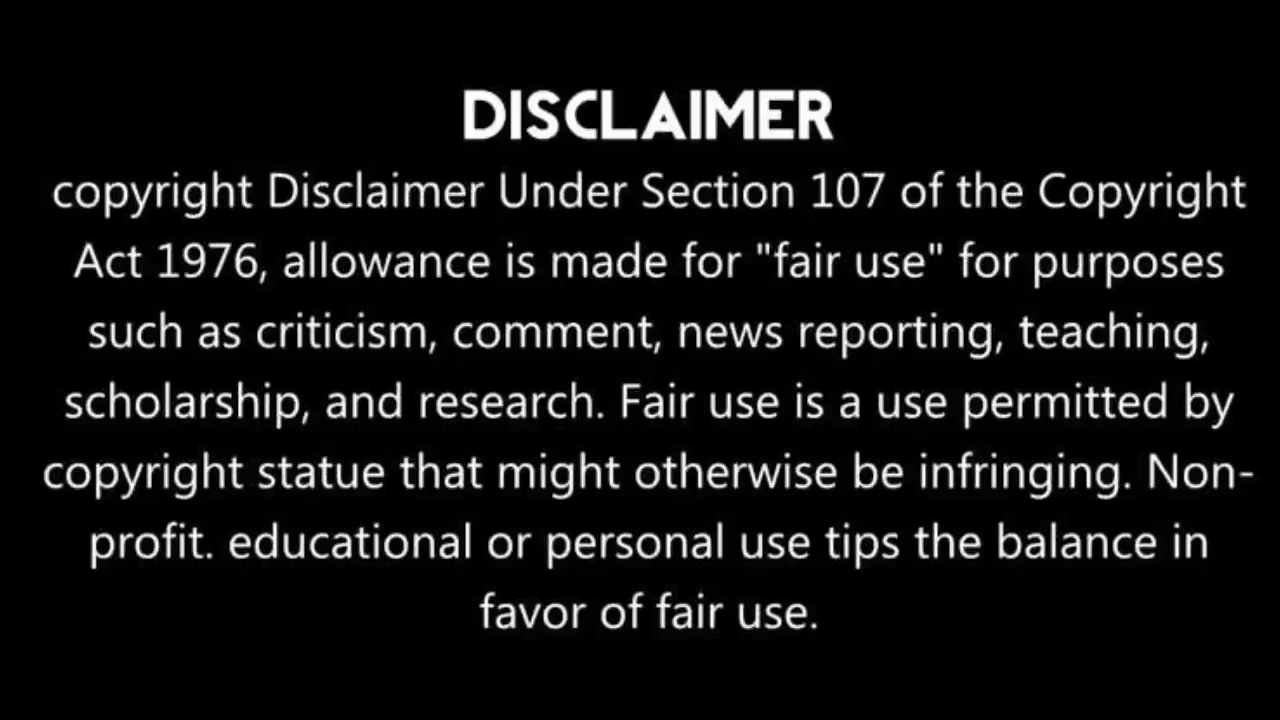 DISCLAIMER
copyright Disclaimer Under Section 107 of the Copyright
Act 1976, allowance is made for "fair use" for purposes
such as criticism, comment, news reporting, teaching,
scholarship, and research. Fair use is a use permitted by
copyright statue that might otherwise be infringing. Non-
profit. educational or personal use tips the balance in
favor of fair use.